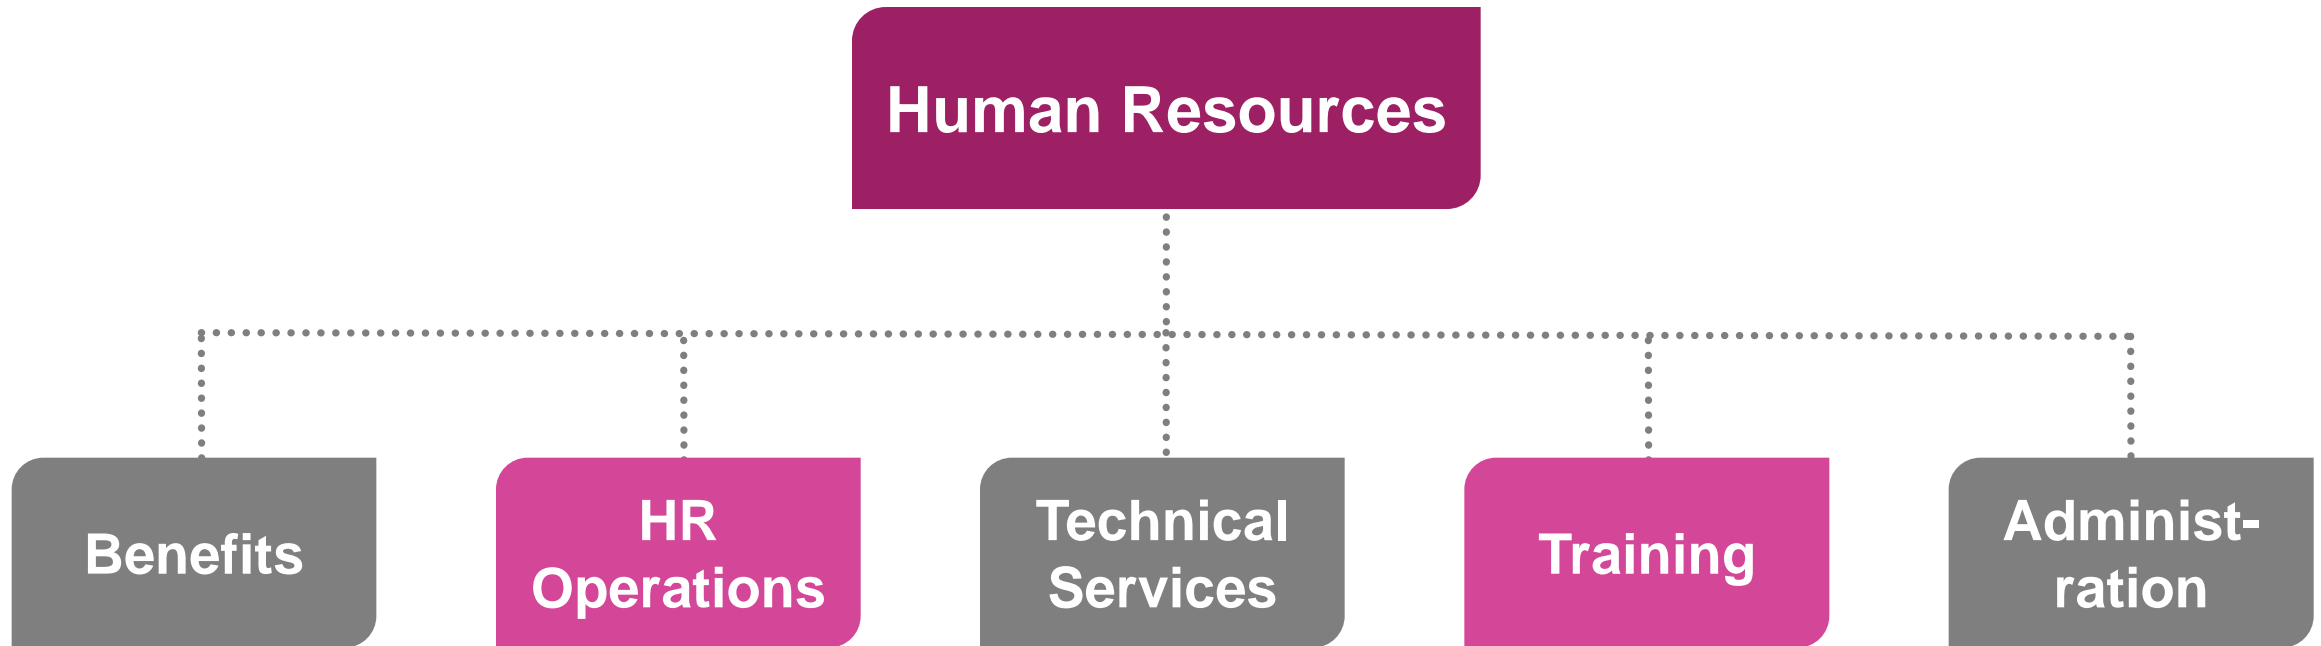 Human Resources
Benefits
HR
Operations
Technical
Services
Training
Administ-
ration